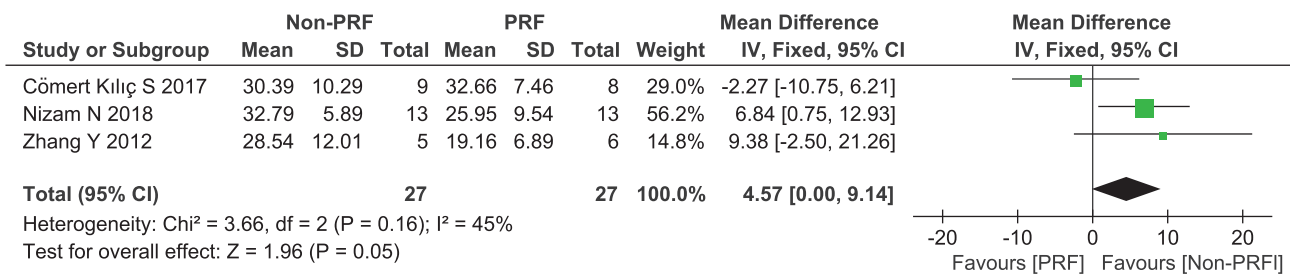 Non-PRF PRF Mean Difference Mean Difference
Study or Subgroup Mean SD Total Mean SD Total Weight IV, Fixed, 95% CI IV, Fixed, 95% CI
Cömert Kılıç S 2017 30.39 10.29 9 32.66 7.46 8 29.0% -2.27 [-10.75, 6.21]
Nizam N 2018 32.79 5.89 13 25.95 9.54 13 56.2% 6.84 [0.75, 12.93]
Zhang Y 2012 28.54 12.01 5 19.16 6.89 6 14.8% 9.38 [-2.50, 21.26]
Total (95% CI) 27 27 100.0% 4.57 [0.00, 9.14]
Heterogeneity: Chi² = 3.66, df = 2 (P = 0.16); I² = 45%
Test for overall effect: Z = 1.96 (P = 0.05)
-20 -10 0 10 20
Favours [PRF] Favours [Non-PRFl]